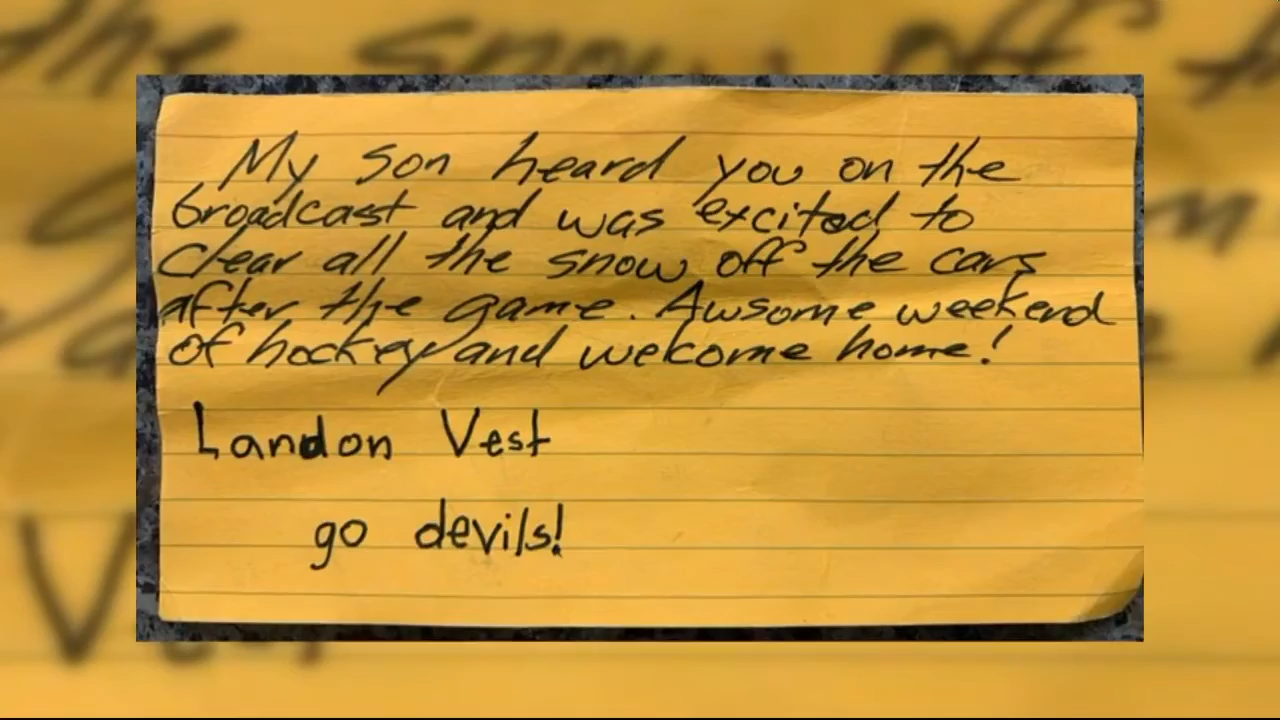 My son heard you on the
broadcast and was excited to
clear all the snow off the cars
after the game. Awsome weekend
of hockey and welcome home!
Landon Vest
go devils!